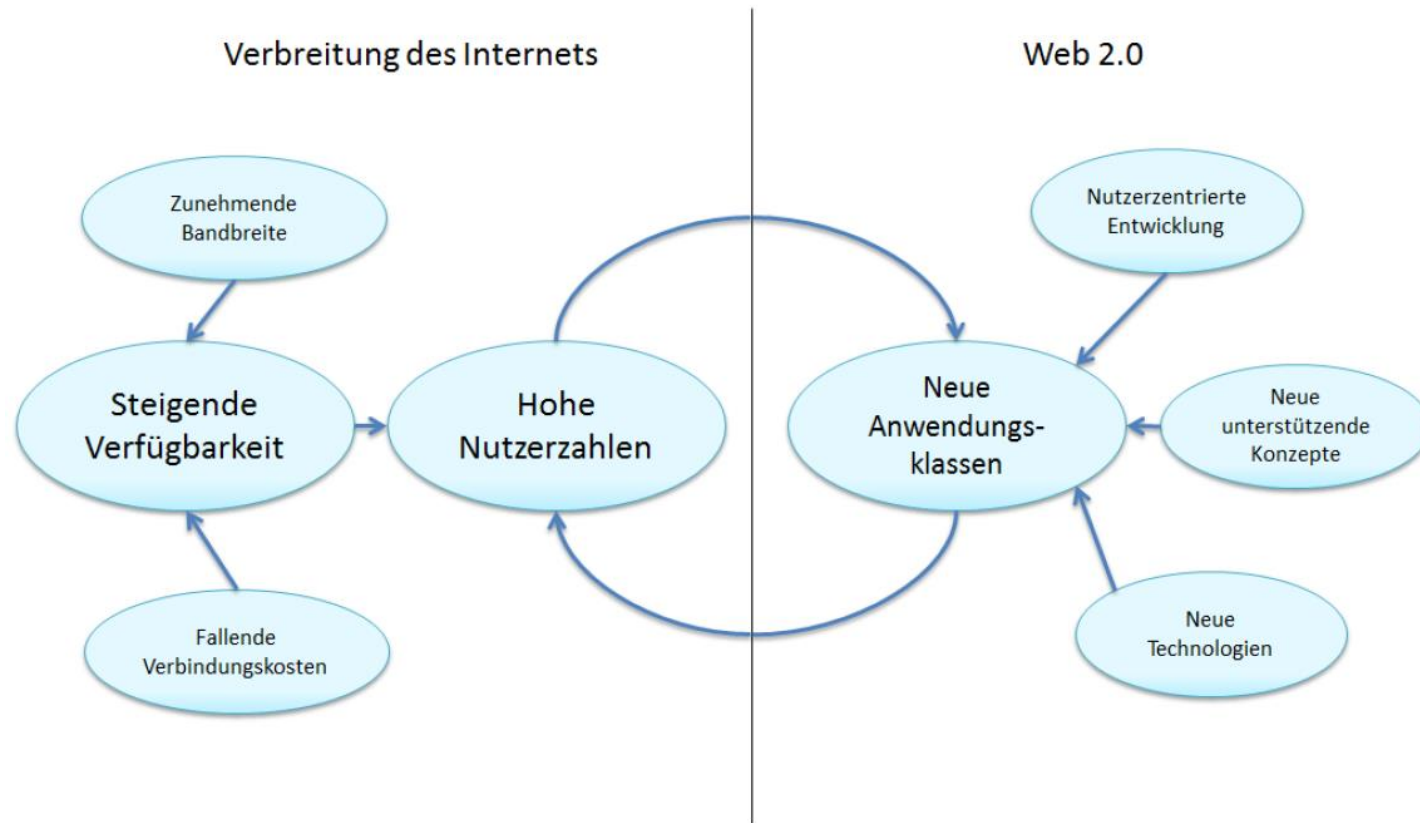 Verbreitung des Internets
Web 2.0
Zunehmende
Bandbreite
Steigende
Verfügbarkeit
Fallende
Verbindungskosten
Hohe
Nutzerzahlen
Neue
Anwendungs-
klassen
Nutzerzentrierte
Entwicklung
Neue
unterstützende
Konzepte
Neue
Technologien